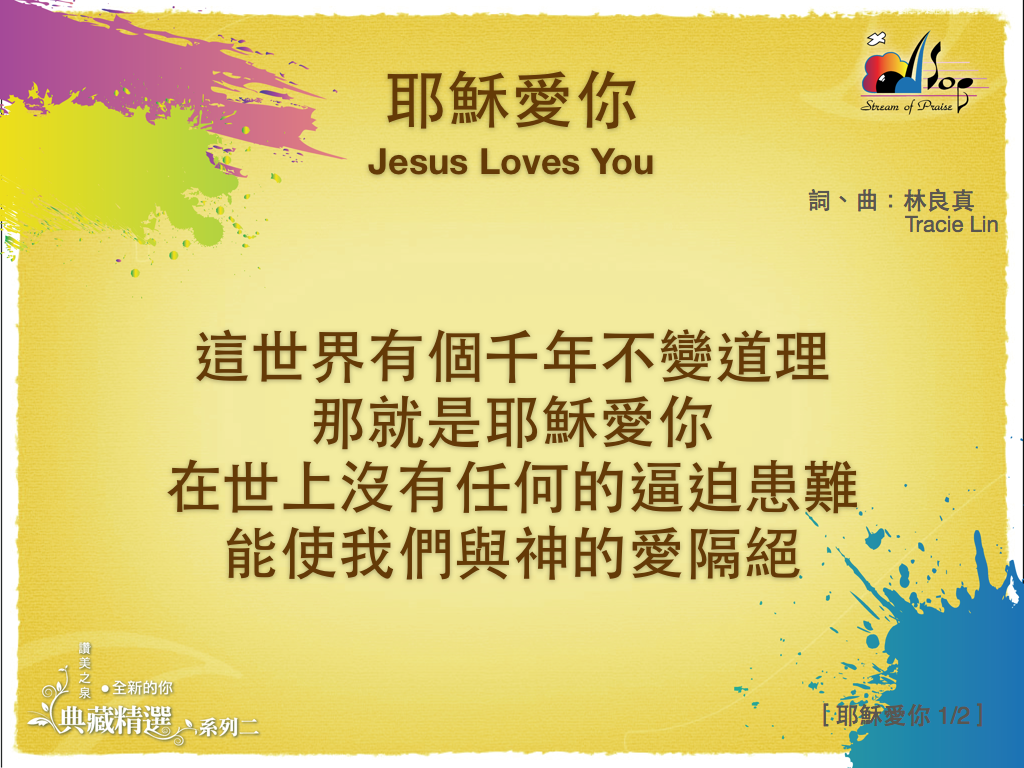 耶穌愛你
Jesus Loves You
Sop
Stream of Praise
詞、曲：林良真
Tracie Lin
這世界有個千年不變道理
那就是耶穌愛你
在世上沒有任何的逼迫患難
能使我們與神的愛隔絕
讚美之泉
●全新的你
典藏精選 系列二
[ 耶穌愛你 1/2 ]